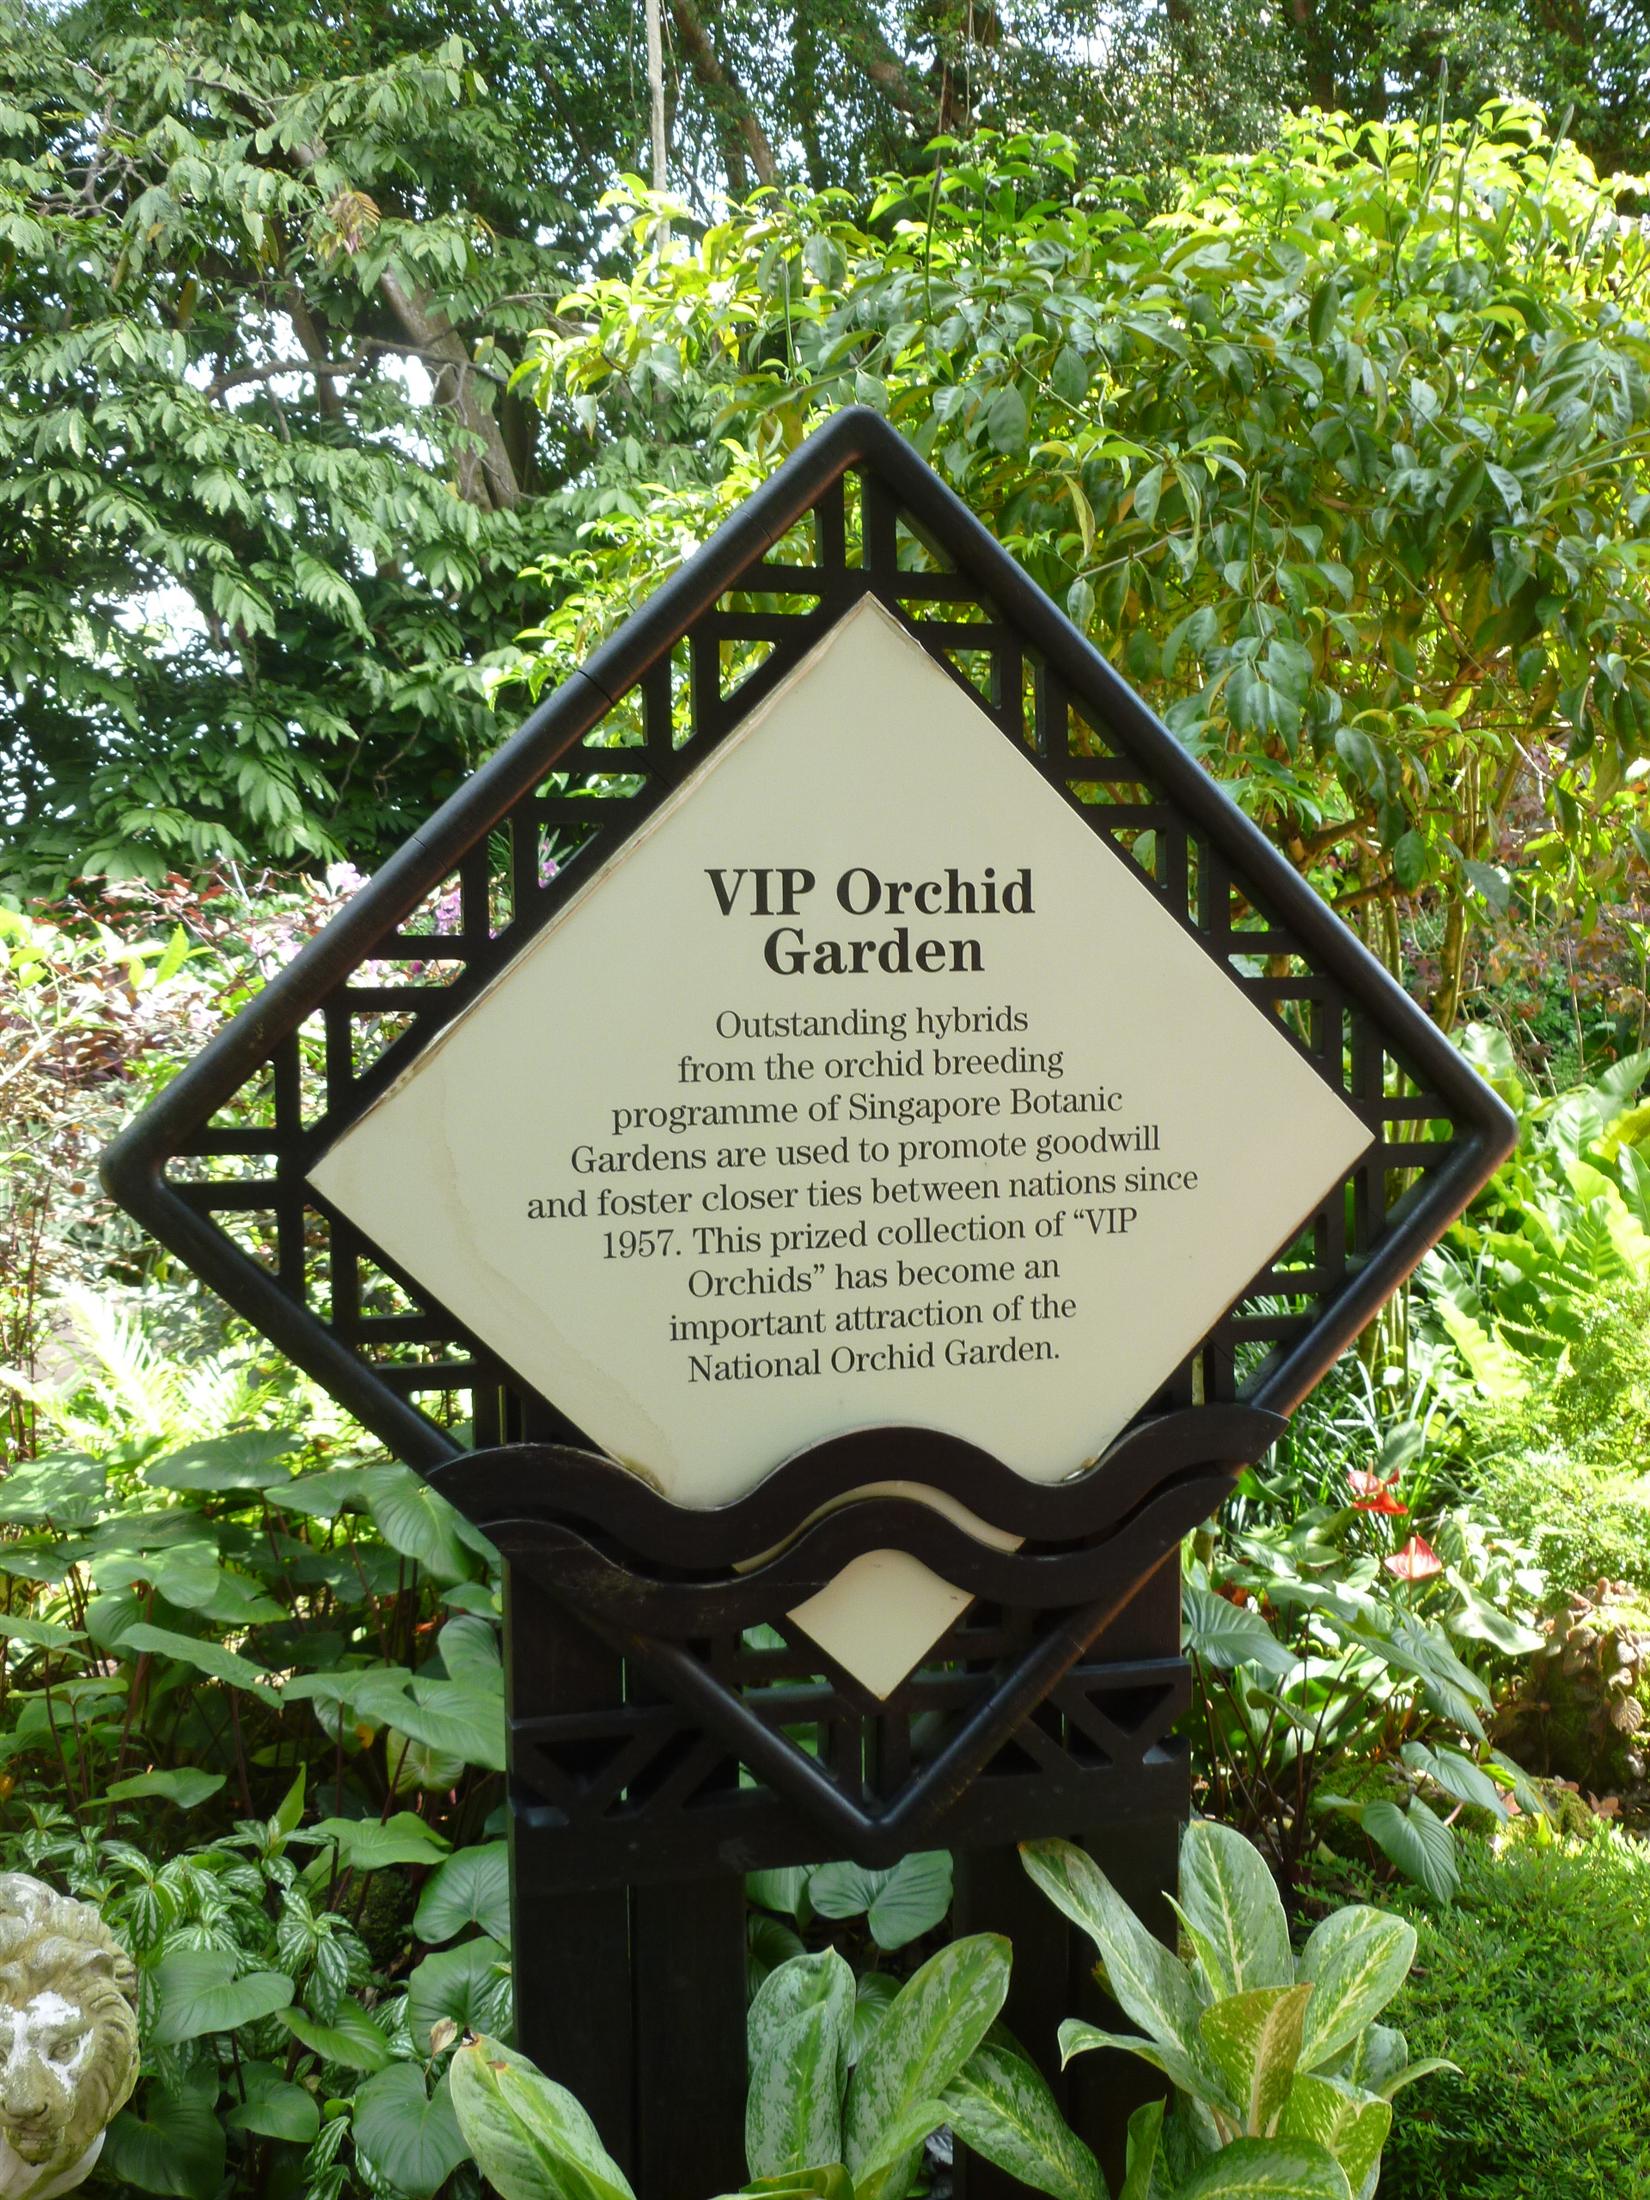 VIP Orchid
Garden
Outstanding hybrids
from the orchid breeding
programme of Singapore Botanic
Gardens are used to promote goodwill
and foster closer ties between nations since
1957. This prized collection of “VIP
Orchids” has become an
important attraction of the
National Orchid Garden.